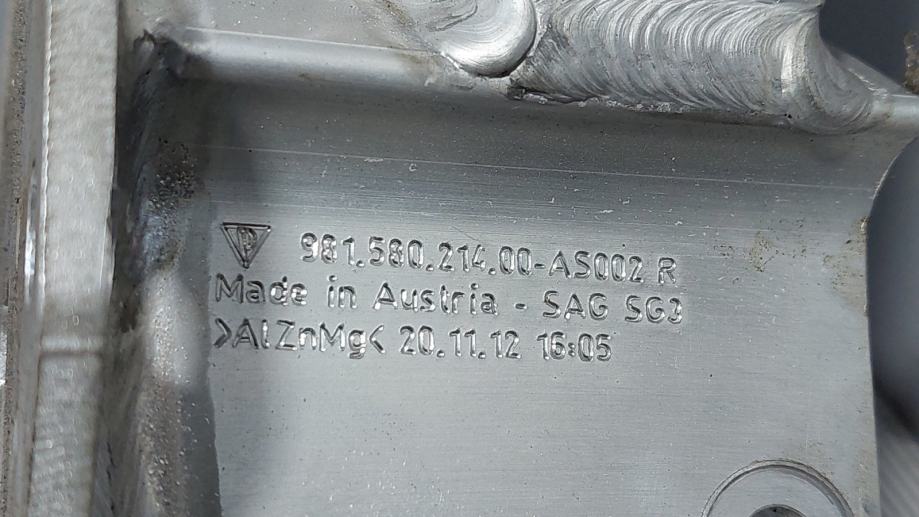 981.580.214.00-AS002 R
Made in Austria - SAG SG3
>AlZnMg< 20.11.12 16:05